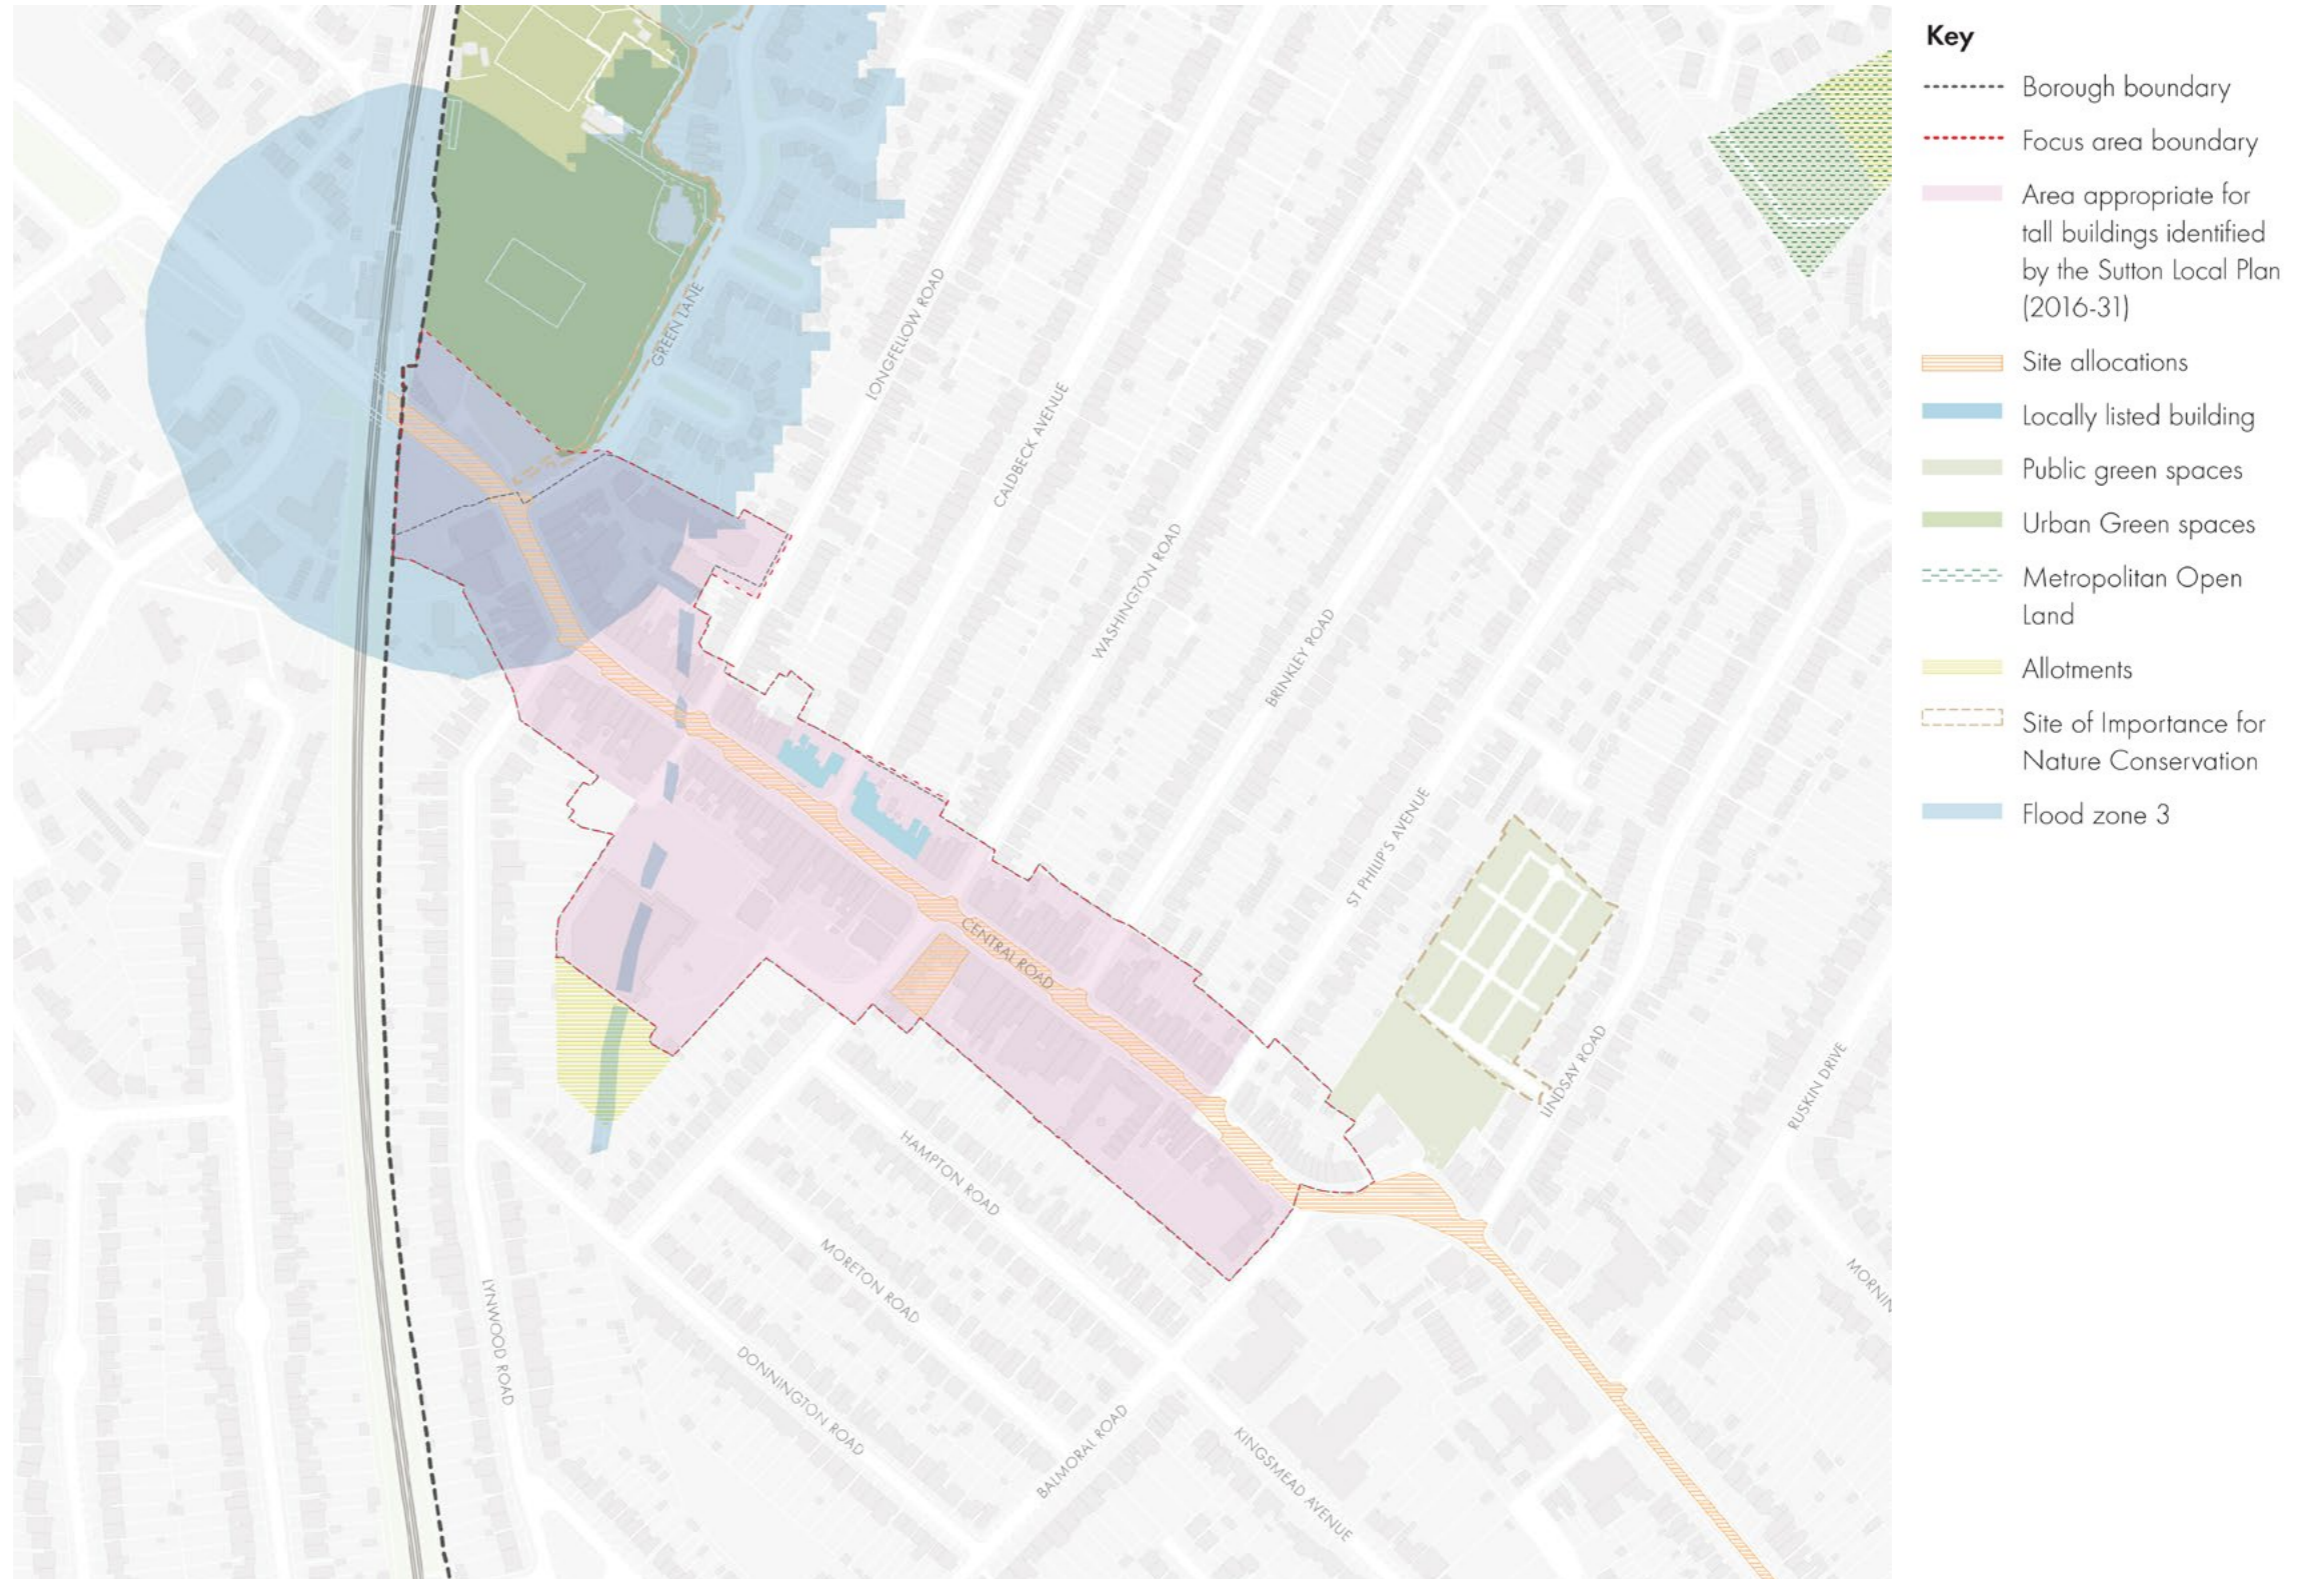 Key
Borough boundary
Focus area boundary
Area appropriate for
tall buildings identified
by the Sutton Local Plan
(2016-31)
Site allocations
Locally listed building
Public green spaces
Urban Green spaces
Metropolitan Open
Land
Allotments
Site of Importance for
Nature Conservation
Flood zone 3
GREEN LANE
LONGFELLOW ROAD
CALDBECK AVENUE
WASHINGTON ROAD
BRINKLEY ROAD
ST PHILIP'S AVENUE
CENTRAL ROAD
LINDSAY ROAD
RUSKIN DRIVE
MORNIN
HAMPTON ROAD
MORETON ROAD
DONNINGTON ROAD
LYNWOOD ROAD
BALMORAL ROAD
KINGSMEAD AVENUE